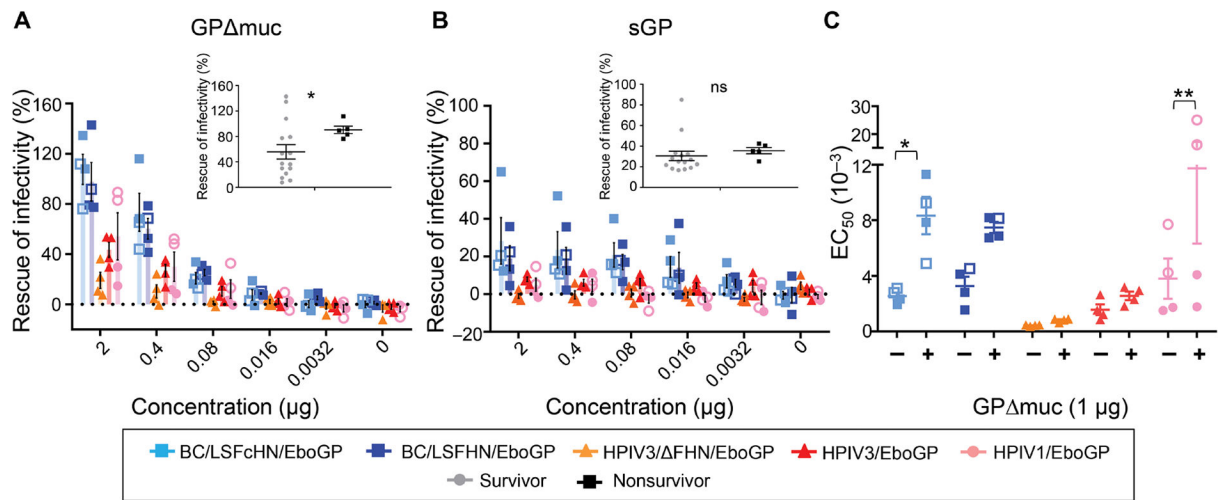 A
GPΔmuc
Rescue of infectivity (%)
160
120
80
40
0
Rescue of infectivity (%)
160
120
80
40
0
*
2
0.4
0.08
0.016
0.0032
0
Concentration (µg)
B
sGP
Rescue of infectivity (%)
100
80
60
40
20
0
−20
Rescue of infectivity (%)
100
80
60
40
20
0
ns
2
0.4
0.08
0.016
0.0032
0
Concentration (µg)
C
EC50 (10−3)
30
20
12
8
4
0
*
**
− + − + − + − + − +
GPΔmuc (1 µg)
BC/LSFcHN/EboGP BC/LSFHN/EboGP HPIV3/ΔFHN/EboGP HPIV3/EboGP HPIV1/EboGP
Survivor Nonsurvivor